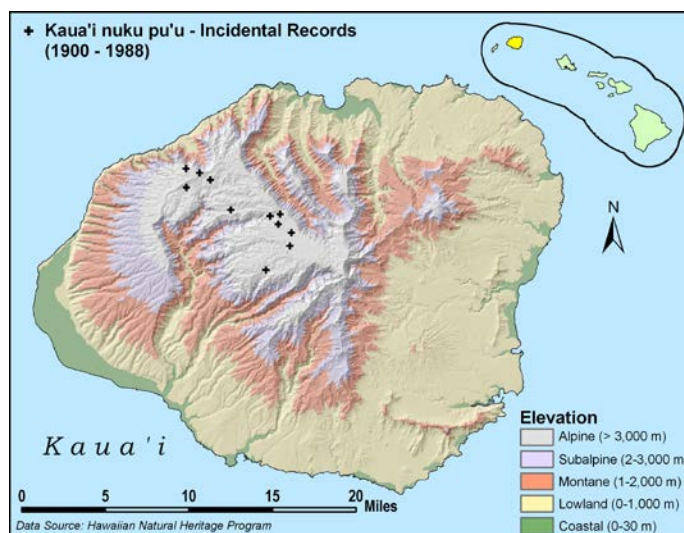 Kaua'i nuku pu'u - Incidental Records
(1900 - 1988)
N
Kaua'i
Elevation
Alpine (> 3,000 m)
Subalpine (2-3,000 m)
Montane (1-2,000 m)
Lowland (0-1,000 m)
Coastal (0-30 m)
0 5 10 15 20
Miles
Data Source: Hawaiian Natural Heritage Program